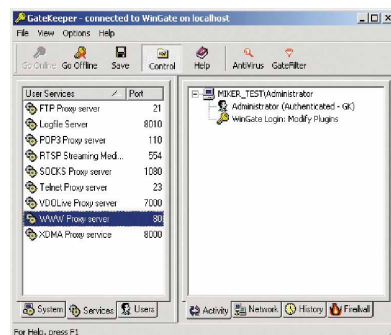 GateKeeper - connected to WinGate on localhost
File View Options Help
Go Online Go Offline Save Control Help AntiVirus GateFilter
User Services / Port
FTP Proxy server 21
Logfile Server 8010
POP3 Proxy server 110
RTSP Streaming Med... 554
SOCKS Proxy server 1080
Telnet Proxy server 23
VDOLive Proxy server 7000
WWW Proxy server 80
XDMA Proxy service 8000
System Services Users
MIKER_TEST\Administrator
Administrator (Authenticated - GK)
WinGate Login: Modify Plugins
Activity Network History Firewall
For Help, press F1